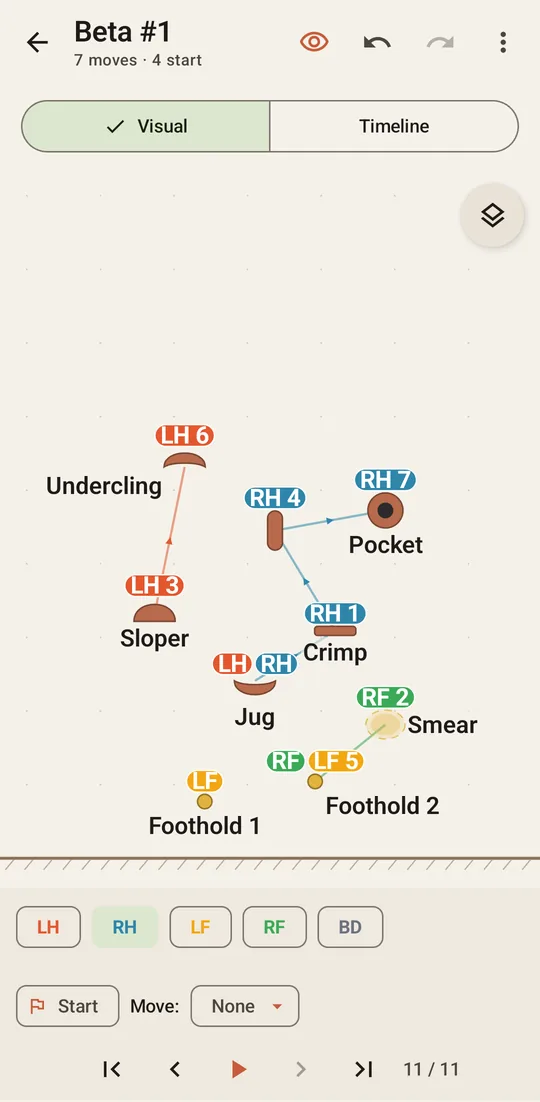 Beta #1
7 moves · 4 start
Visual
Timeline
LH 6
Undercling
RH 7
RH 4
Pocket
LH 3
Sloper
RH 1
Crimp
LH RH
Jug
RF 2
Smear
RF LF 5
Foothold 2
LF
Foothold 1
LH RH LF RF BD
Start Move: None
11 / 11